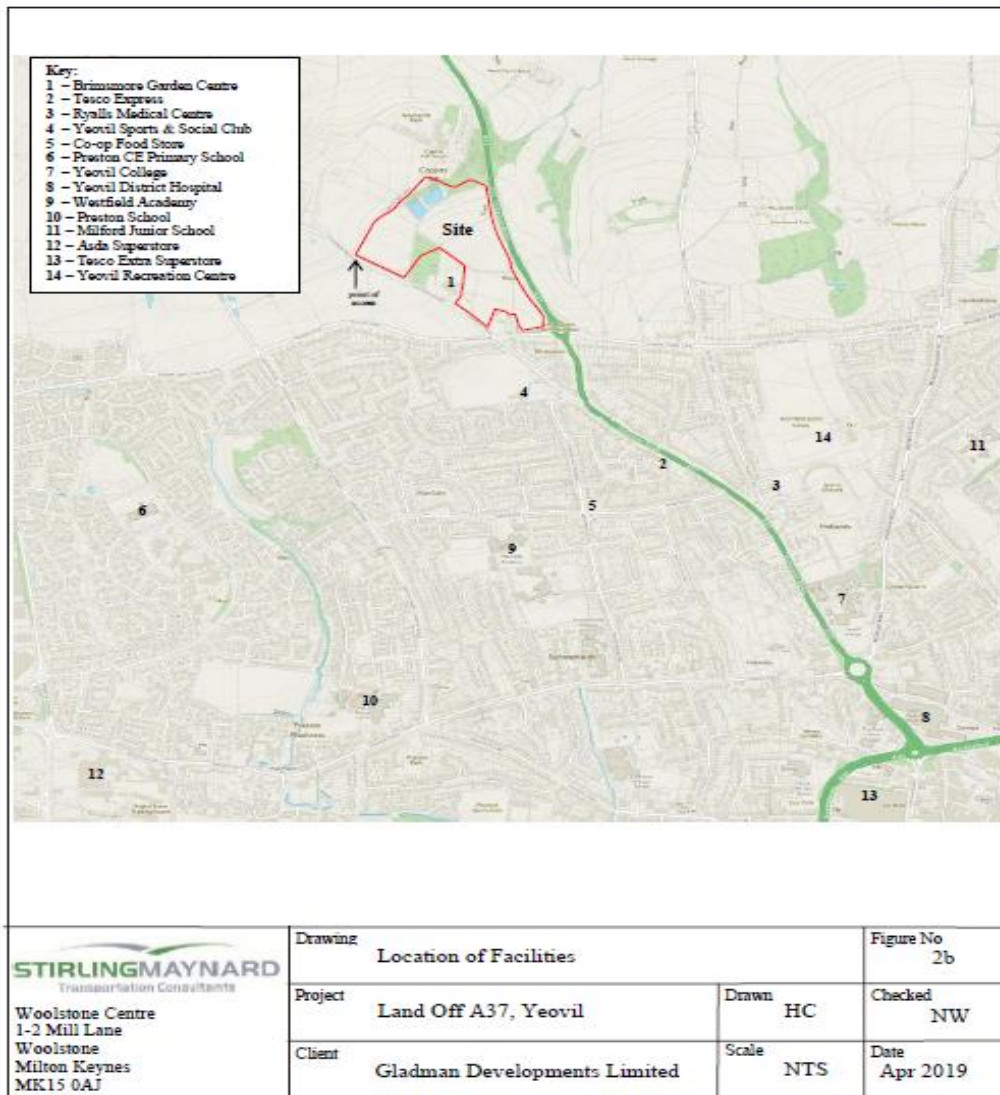 Key:
1 – Brimsmore Garden Centre
2 – Tesco Express
3 – Ryalls Medical Centre
4 – Yeovil Sports & Social Club
5 – Co-op Food Store
6 – Preston CE Primary School
7 – Yeovil College
8 – Yeovil District Hospital
9 – Westfield Academy
10 – Preston School
11 – Milford Junior School
12 – Asda Superstore
13 – Tesco Extra Superstore
14 – Yeovil Recreation Centre
Site
1
point of
access
4
14
11
2
3
5
6
9
7
10
8
12
13
STIRLINGMAYNARD
Transportation Consultants
Woolstone Centre
1-2 Mill Lane
Woolstone
Milton Keynes
MK15 0AJ
Drawing
Location of Facilities
Figure No
2b
Project
Land Off A37, Yeovil
Drawn
HC
Checked
NW
Client
Gladman Developments Limited
Scale
NTS
Date
Apr 2019